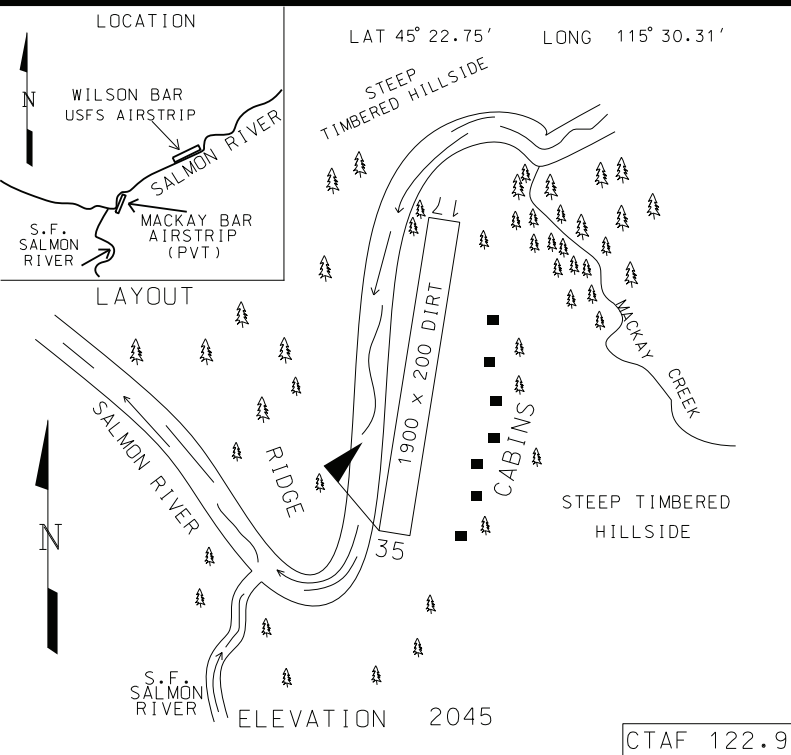 LOCATION
N
WILSON BAR
USFS AIRSTRIP
SALMON RIVER
S.F.
SALMON
RIVER
MACKAY BAR
AIRSTRIP
(PVT)
LAT 45° 22.75' LONG 115° 30.31'
STEEP
TIMBERED HILLSIDE
LAYOUT
17
1900 x 200 DIRT
35
MACKAY
CREEK
SALMON RIVER
RIDGE
CABINS
STEEP TIMBERED
HILLSIDE
N
S.F.
SALMON
RIVER
ELEVATION 2045
CTAF 122.9